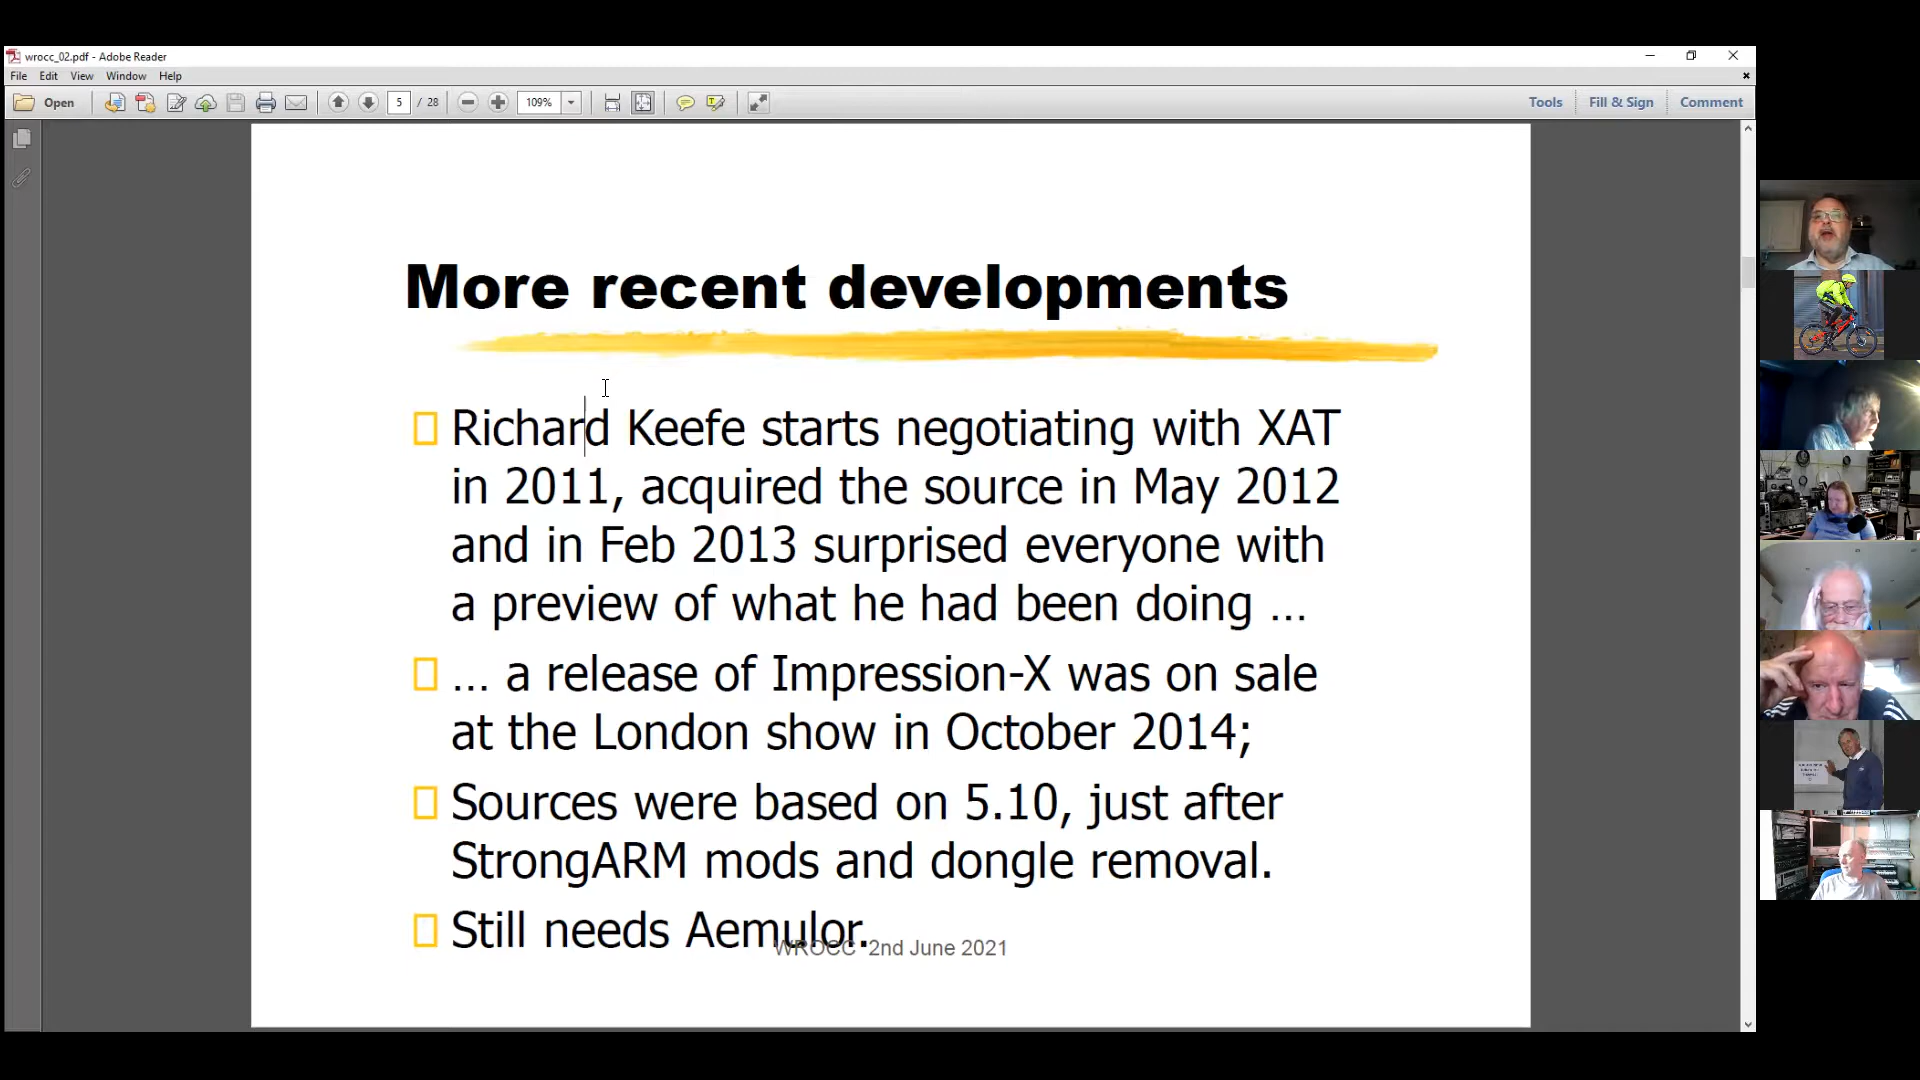 wrocc_02.pdf - Adobe Reader
File Edit View Window Help
Open 5 / 28 109% Tools Fill & Sign Comment
More recent developments
Richard Keefe starts negotiating with XAT
in 2011, acquired the source in May 2012
and in Feb 2013 surprised everyone with
a preview of what he had been doing ...
... a release of Impression-X was on sale
at the London show in October 2014;
Sources were based on 5.10, just after
StrongARM mods and dongle removal.
Still needs Aemulor.
WROCC 2nd June 2021